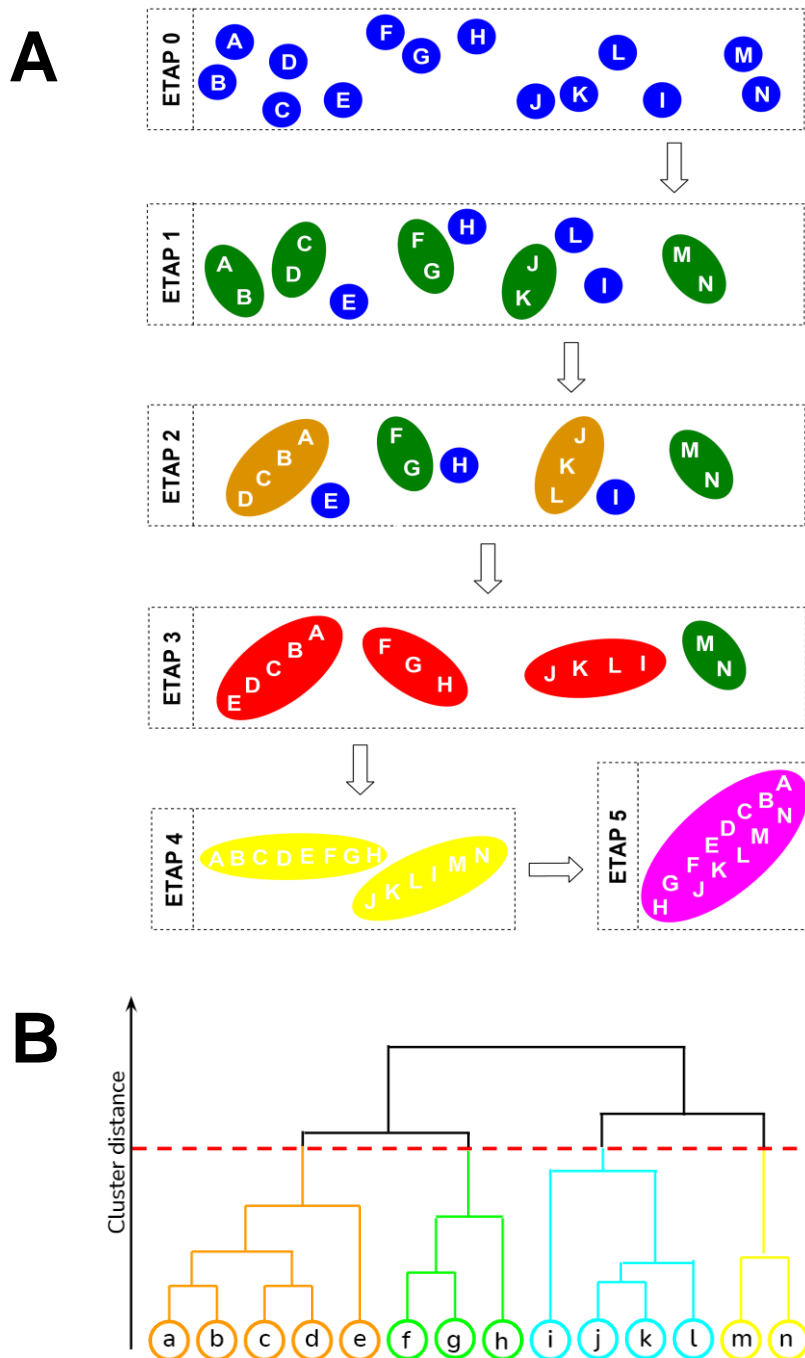 A
ETAP 0
A B D C E F G H J K L I M N
ETAP 1
A B C D E F G H J K L I M N
ETAP 2
A B C D E F G H J K L I M N
ETAP 3
A B C D E F G H J K L I M N
ETAP 4
A B C D E F G H J K L I M N
ETAP 5
A B C D E F G H N M L K J
B
Cluster distance
a b c d e f g h i j k l m n